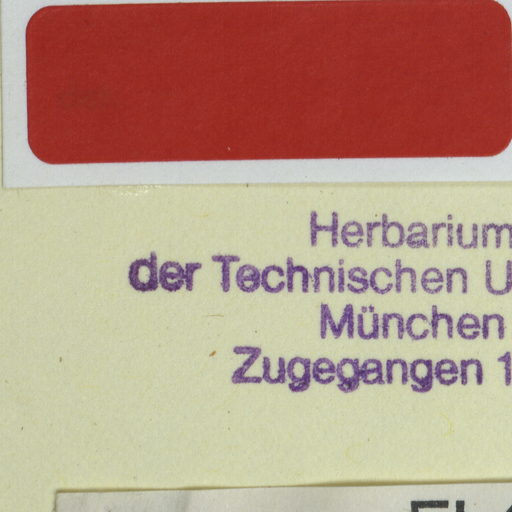 Herbarium
der Technischen U
München
Zugegangen 1